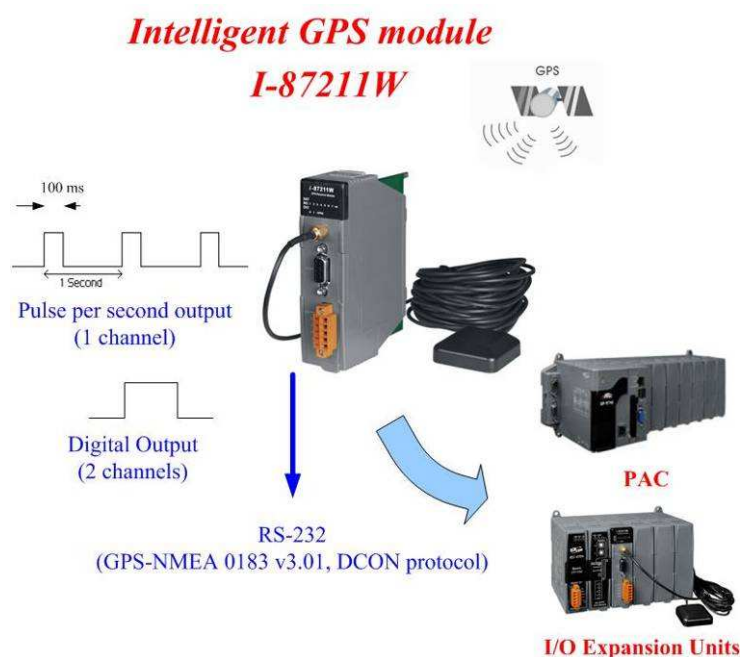 Intelligent GPS module
I-87211W
GPS
I-87211W
100 ms
1 Second
Pulse per second output
(1 channel)
Digital Output
(2 channels)
RS-232
(GPS-NMEA 0183 v3.01, DCON protocol)
PAC
I/O Expansion Units